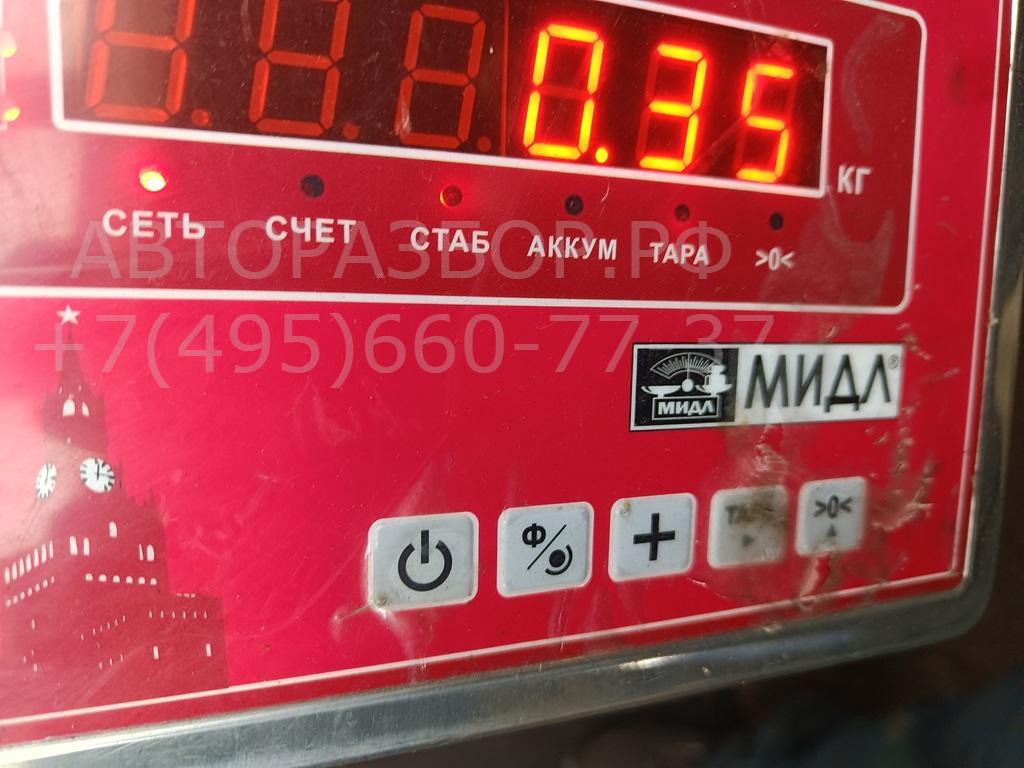 0.35
КГ
СЕТЬ СЧЕТ СТАБ АККУМ ТАРА >0<
АВТОРАЗБОР.РФ
+7(495)660-77-37
МИДЛ МИДЛ®
Ф/ + ТАРА >0<